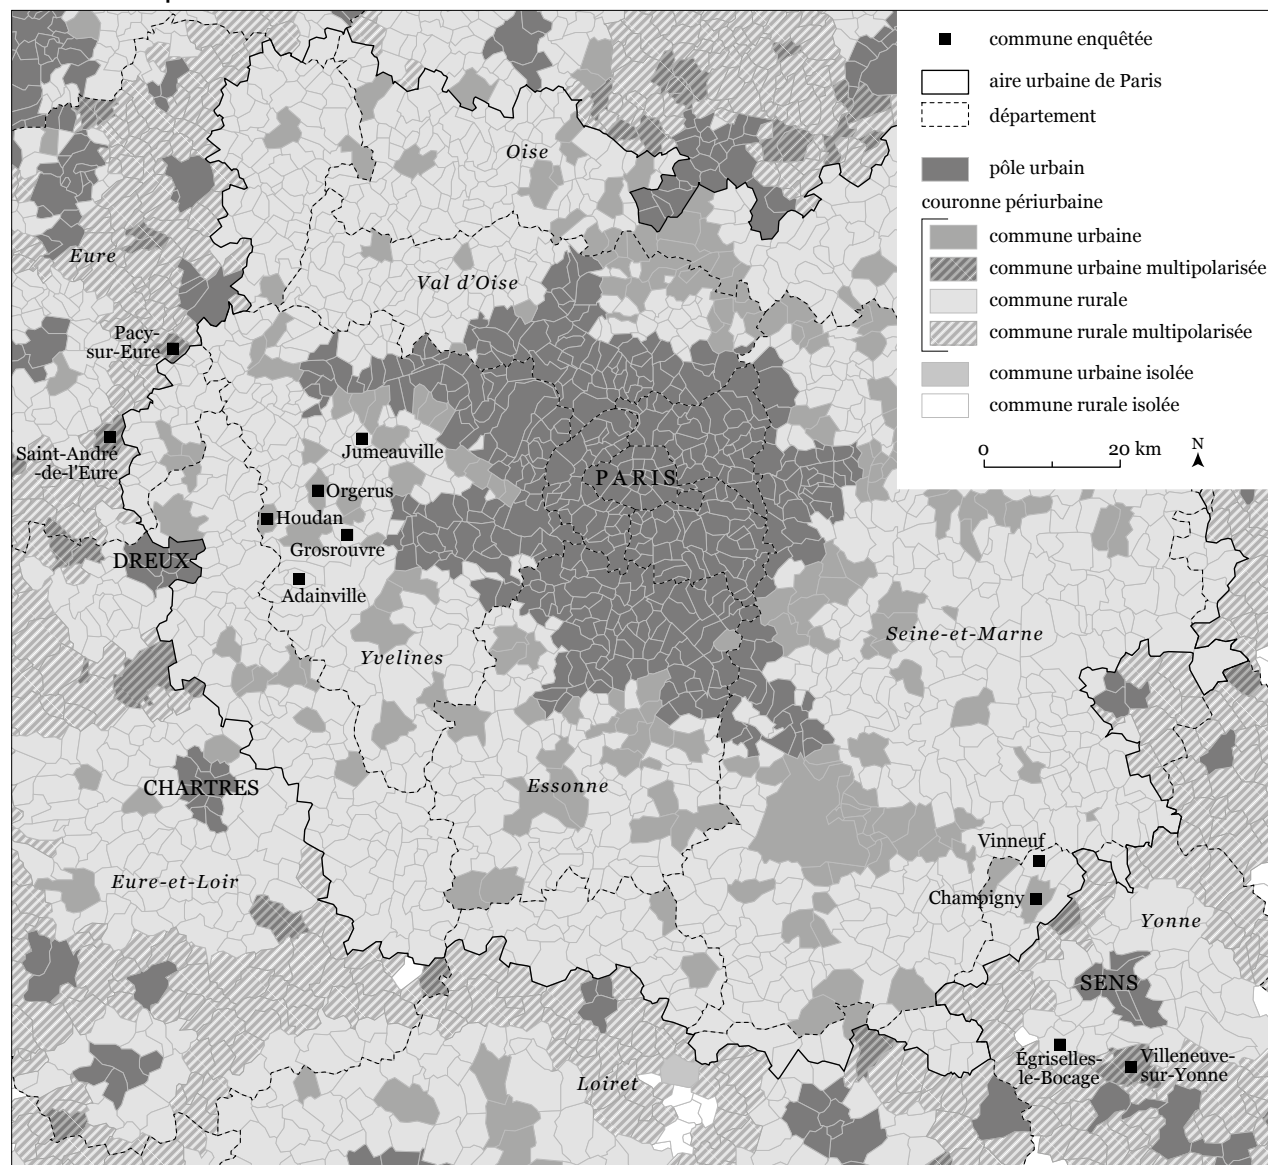 commune enquêtée
aire urbaine de Paris
département
pôle urbain
couronne périurbaine
commune urbaine
commune urbaine multipolarisée
commune rurale
commune rurale multipolarisée
commune urbaine isolée
commune rurale isolée
0 20 km
N
Oise
Eure
Val d'Oise
Pacy-
sur-Eure
Saint-André
-de-l'Eure
Jumeauville
PARIS
Orgerus
Houdan
Grosrouvre
DREUX
Adainville
Seine-et-Marne
Yvelines
CHARTRES
Essonne
Vinneuf
Eure-et-Loir
Champigny
Yonne
SENS
Égriselles-
le-Bocage
Villeneuve-
sur-Yonne
Loiret